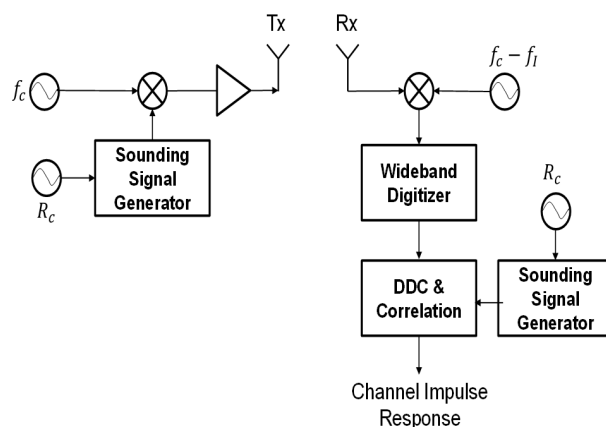 Tx
Rx
f_c
f_c − f_I
Sounding
Signal
Generator
R_c
Wideband
Digitizer
R_c
DDC &
Correlation
Sounding
Signal
Generator
Channel Impulse
Response